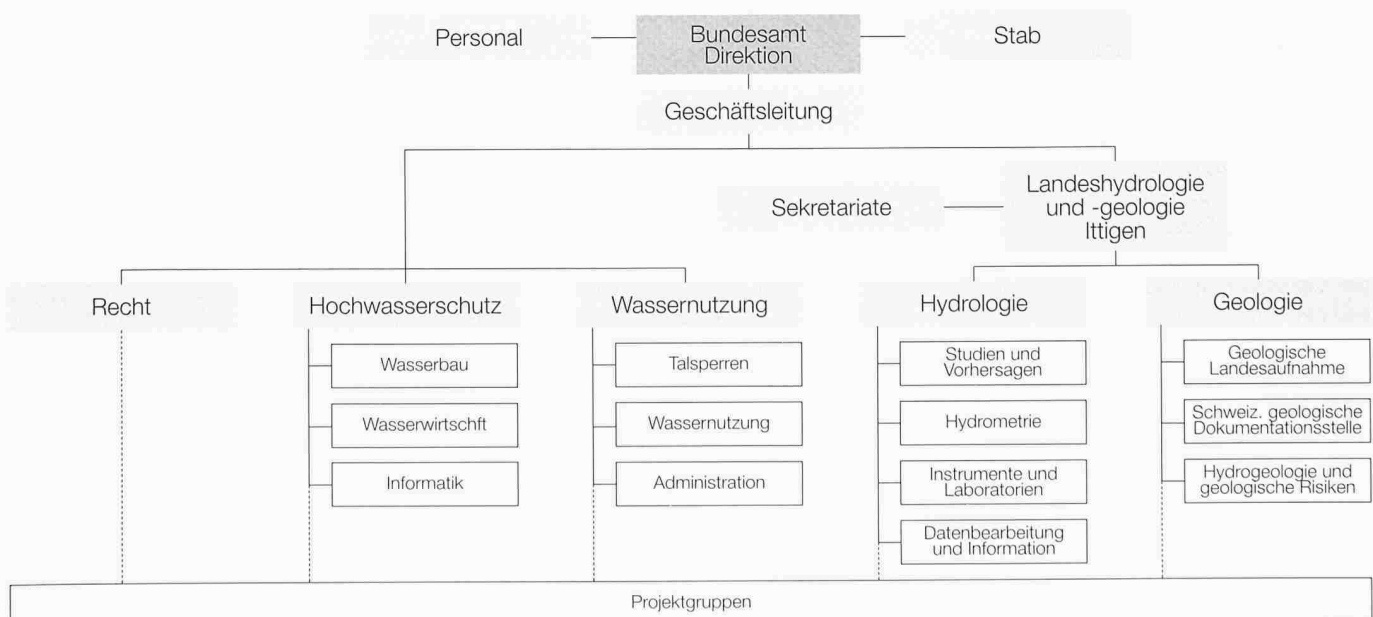 Personal
Bundesamt
Direktion
Stab
Geschäftsleitung
Sekretariate
Landeshydrologie
und -geologie
Ittigen
Recht
Hochwasserschutz
Wassernutzung
Hydrologie
Geologie
Wasserbau
Wasserwirtschft
Informatik
Talsperren
Wassernutzung
Administration
Studien und
Vorhersagen
Hydrometrie
Instrumente und
Laboratorien
Datenbearbeitung
und Information
Geologische
Landesaufnahme
Schweiz. geologische
Dokumentationsstelle
Hydrogeologie und
geologische Risiken
Projektgruppen